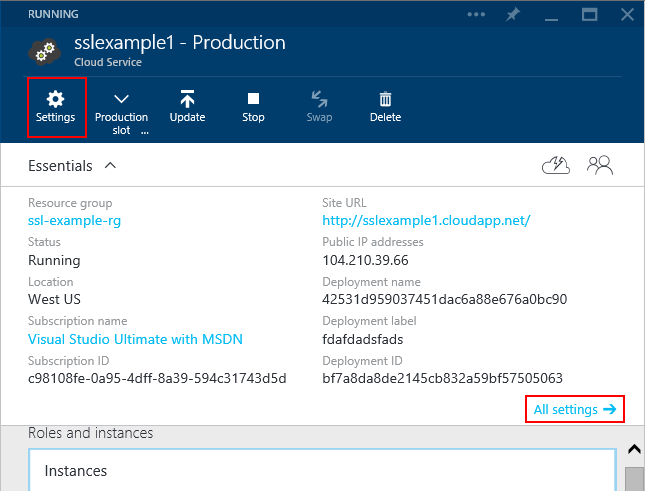 RUNNING
sslexample1 - Production
Cloud Service
Settings
Production slot ...
Update
Stop
Swap
Delete
Essentials
Resource group
ssl-example-rg
Status
Running
Location
West US
Subscription name
Visual Studio Ultimate with MSDN
Subscription ID
c98108fe-0a95-4dff-8a39-594c31743d5d
Site URL
http://sslexample1.cloudapp.net/
Public IP addresses
104.210.39.66
Deployment name
42531d959037451dac6a88e676a0bc90
Deployment label
fdafdadsfads
Deployment ID
bf7a8da8de2145cb832a59bf57505063
All settings
Roles and instances
Instances